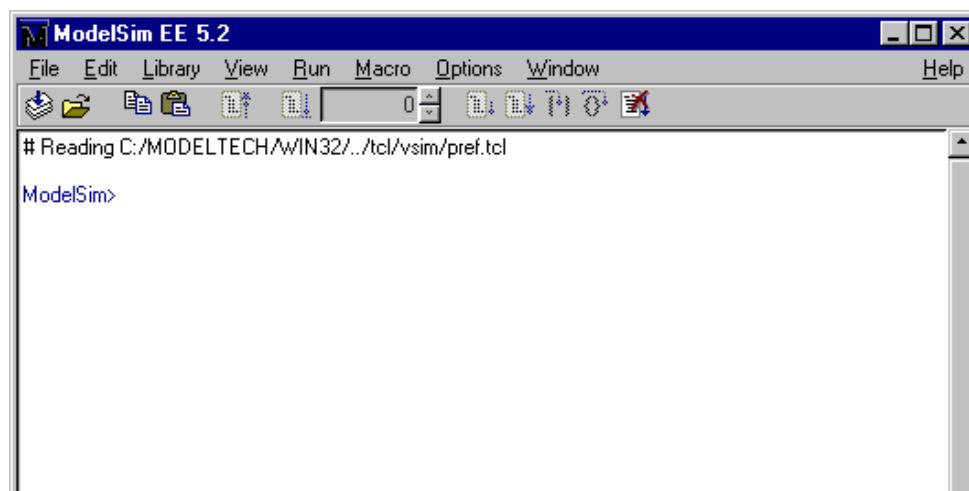 ModelSim EE 5.2
File Edit Library View Run Macro Options Window Help
0
# Reading C:/MODELTECH/WIN32/../tcl/vsim/pref.tcl
ModelSim>